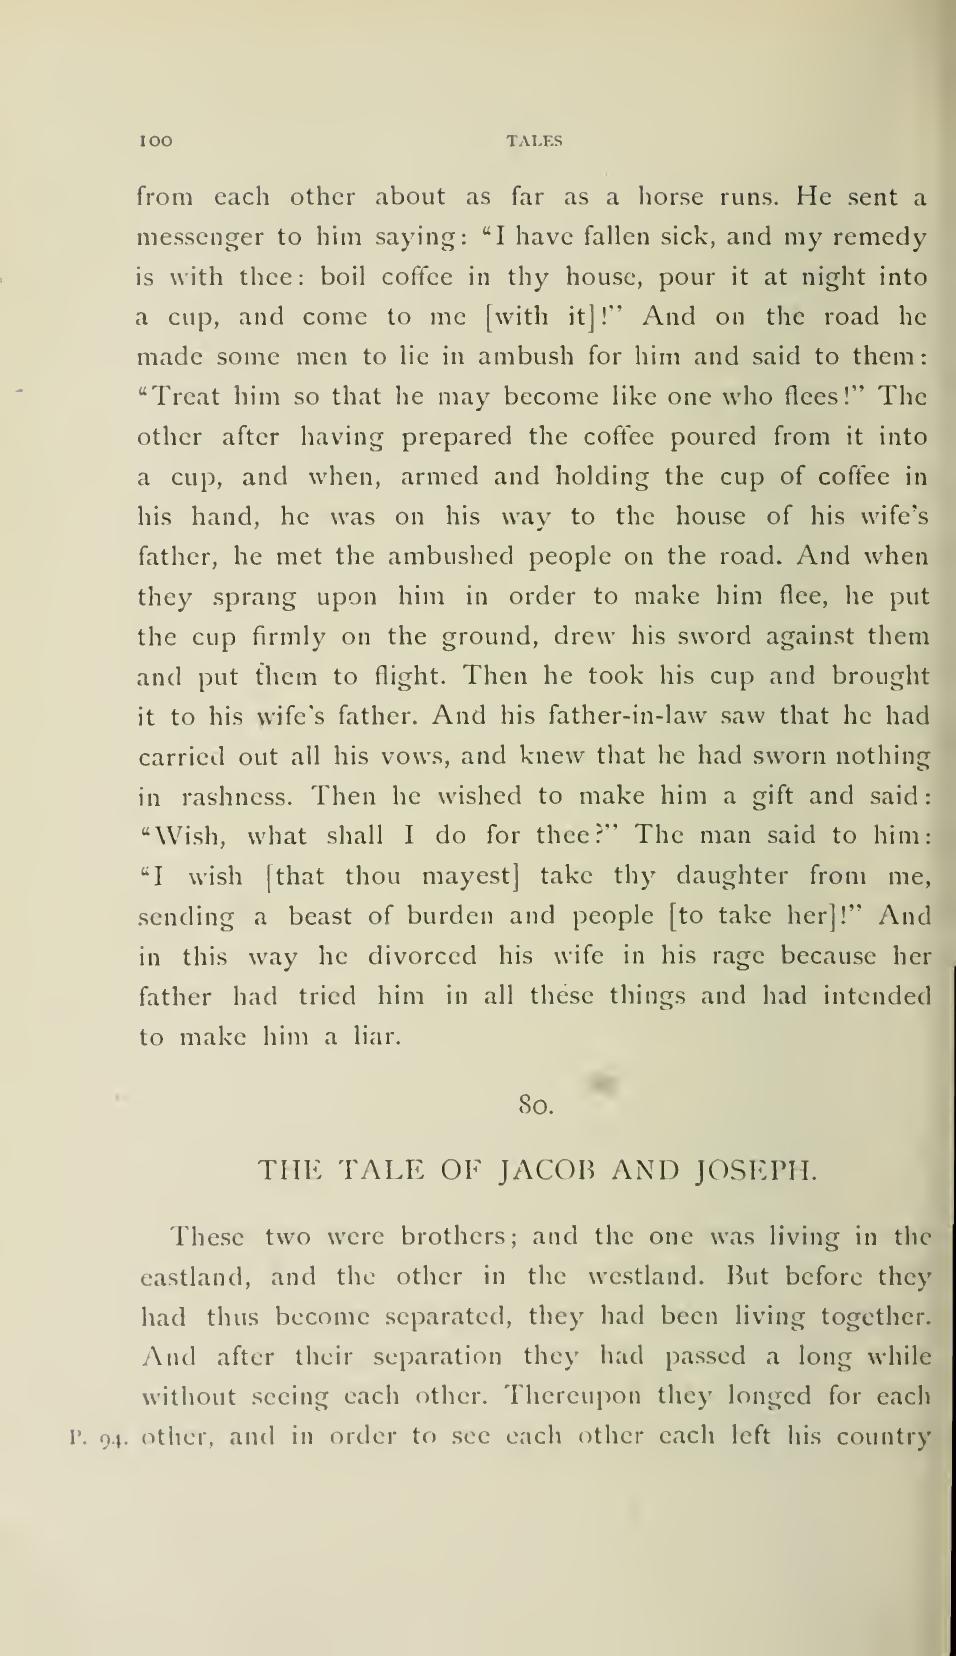 100 TALES
from each other about as far as a horse runs. He sent a
messenger to him saying: “I have fallen sick, and my remedy
is with thee: boil coffee in thy house, pour it at night into
a cup, and come to me [with it]!” And on the road he
made some men to lie in ambush for him and said to them:
“Treat him so that he may become like one who flees!” The
other after having prepared the coffee poured from it into
a cup, and when, armed and holding the cup of coffee in
his hand, he was on his way to the house of his wife’s
father, he met the ambushed people on the road. And when
they sprang upon him in order to make him flee, he put
the cup firmly on the ground, drew his sword against them
and put them to flight. Then he took his cup and brought
it to his wife’s father. And his father-in-law saw that he had
carried out all his vows, and knew that he had sworn nothing
in rashness. Then he wished to make him a gift and said:
“Wish, what shall I do for thee?” The man said to him:
“I wish [that thou mayest] take thy daughter from me,
sending a beast of burden and people [to take her]!” And
in this way he divorced his wife in his rage because her
father had tried him in all these things and had intended
to make him a liar.
80.
THE TALE OF JACOB AND JOSEPH.
These two were brothers; and the one was living in the
eastland, and the other in the westland. But before they
had thus become separated, they had been living together.
And after their separation they had passed a long while
without seeing each other. Thereupon they longed for each
P. 94. other, and in order to see each other each left his country